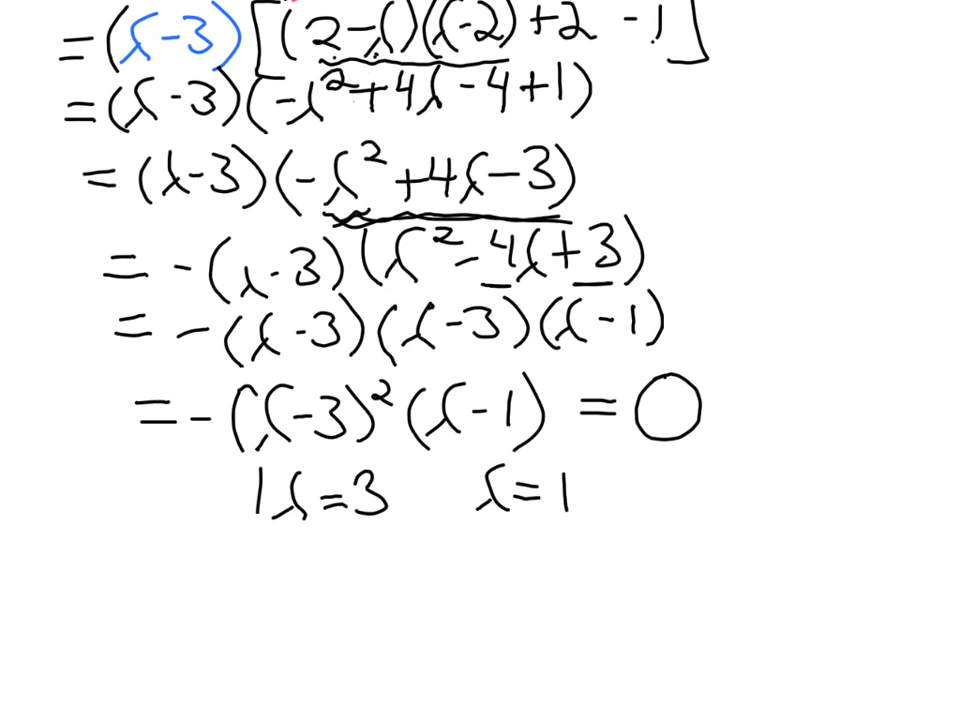 =(λ-3)[(2-λ)(λ-2)+2-1]
=(λ-3)(-λ²+4λ-4+1)
=(λ-3)(-λ²+4λ-3)
=-(λ-3)(λ²-4λ+3)
=-(λ-3)(λ-3)(λ-1)
=-(λ-3)²(λ-1)=0
|λ=3 λ=1